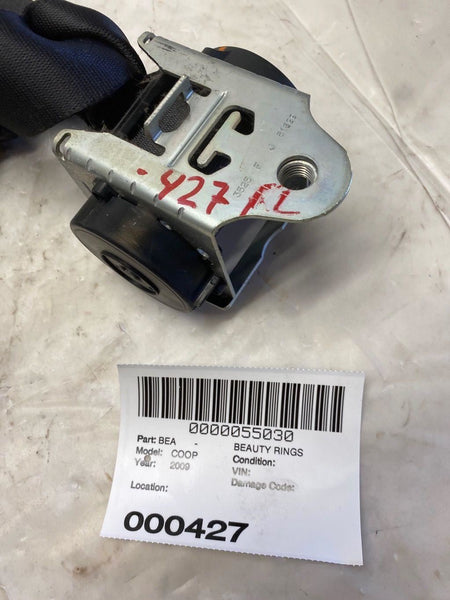 -427 FL
0000055030
Part: BEA - BEAUTY RINGS
Model: COOP Condition:
Year: 2009 VIN:
Damage Code:
Location:
000427